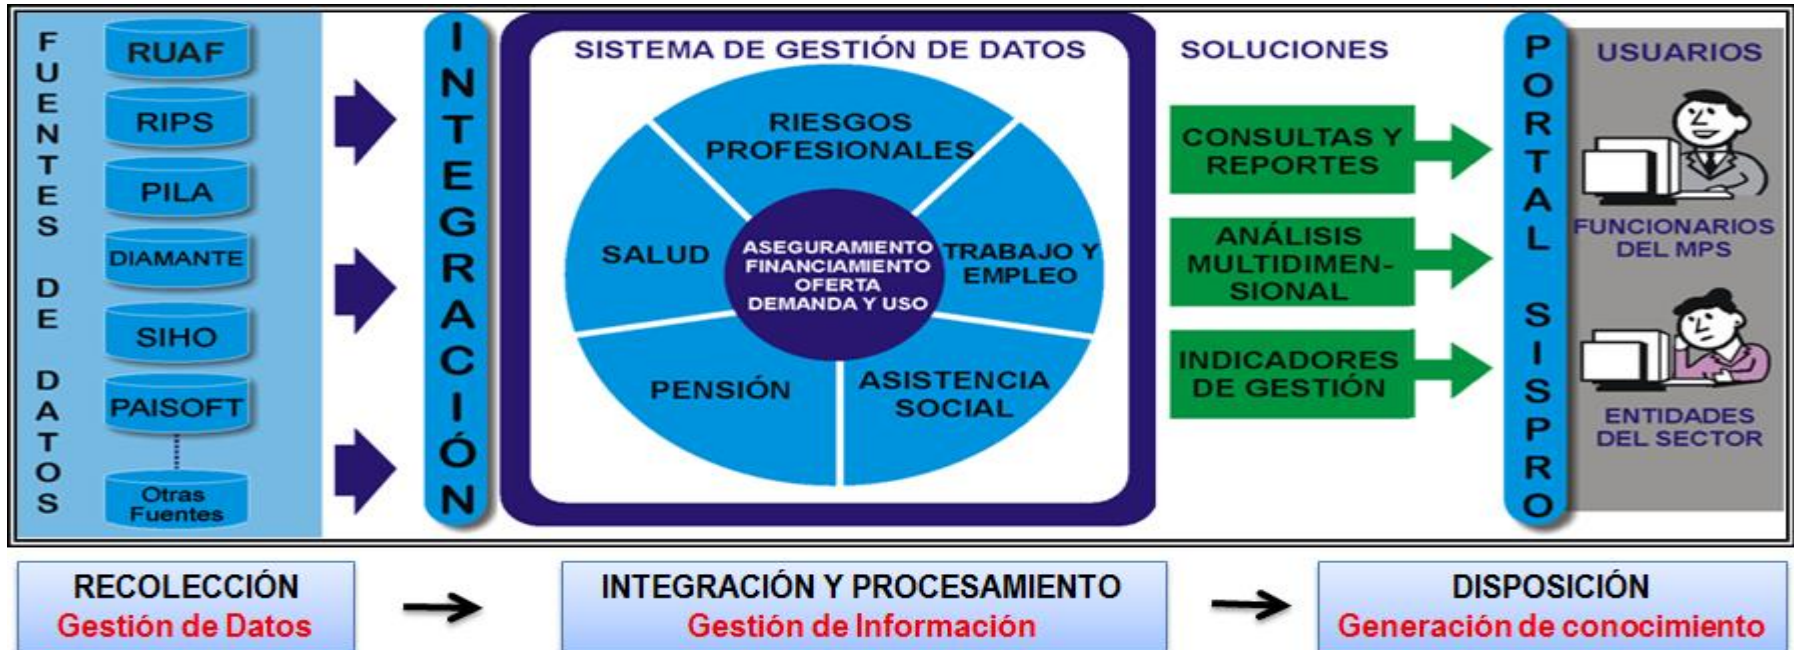 FUENTES DE DATOS
RUAF
RIPS
PILA
DIAMANTE
SIHO
PAISOFT
Otras
Fuentes
INTEGRACIÓN
SISTEMA DE GESTIÓN DE DATOS
RIESGOS
PROFESIONALES
SALUD
TRABAJO Y
EMPLEO
ASEGURAMIENTO
FINANCIAMIENTO
OFERTA
DEMANDA Y USO
PENSIÓN
ASISTENCIA
SOCIAL
SOLUCIONES
CONSULTAS Y
REPORTES
ANÁLISIS
MULTIDIMEN-
SIONAL
INDICADORES
DE GESTIÓN
PORTAL SISPRO
USUARIOS
FUNCIONARIOS
DEL MPS
ENTIDADES
DEL SECTOR
RECOLECCIÓN
Gestión de Datos
INTEGRACIÓN Y PROCESAMIENTO
Gestión de Información
DISPOSICIÓN
Generación de conocimiento